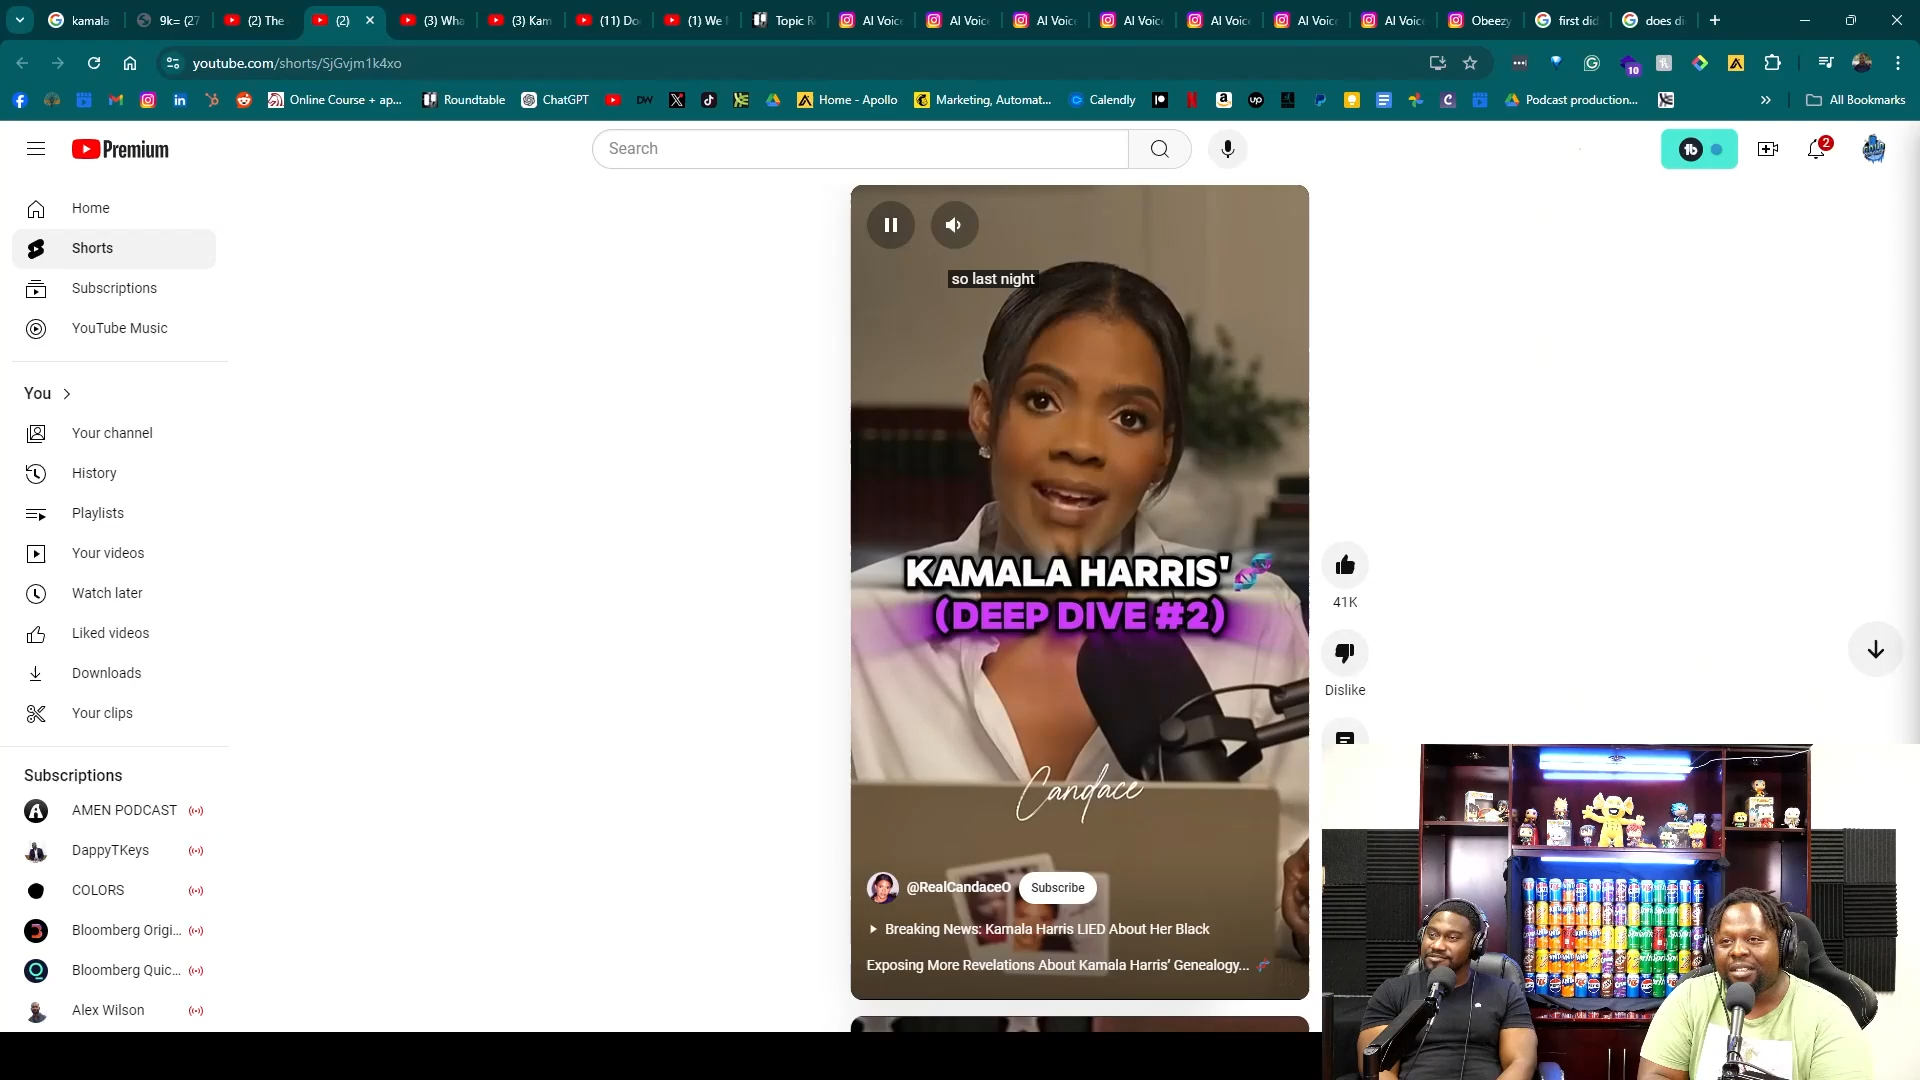 kamala
9k= (27
(2) The
(2)
(3) Wha
(3) Kam
(11) Do
(1) We
Topic R
AI Voic
AI Voic
AI Voic
AI Voic
AI Voic
AI Voic
AI Voic
Obeezy
first did
does di
youtube.com/shorts/SjGvjm1k4xo
10
Online Course + ap...
Roundtable
ChatGPT
DW
Home - Apollo
Marketing, Automat...
Calendly
Podcast production...
All Bookmarks
Premium
Search
2
Home
Shorts
Subscriptions
YouTube Music
You
Your channel
History
Playlists
Your videos
Watch later
Liked videos
Downloads
Your clips
Subscriptions
AMEN PODCAST
DappyTKeys
COLORS
Bloomberg Origi...
Bloomberg Quic...
Alex Wilson
so last night
KAMALA HARRIS'
(DEEP DIVE #2)
Candace
@RealCandaceO
Subscribe
Breaking News: Kamala Harris LIED About Her Black
Exposing More Revelations About Kamala Harris' Genealogy...
41K
Dislike